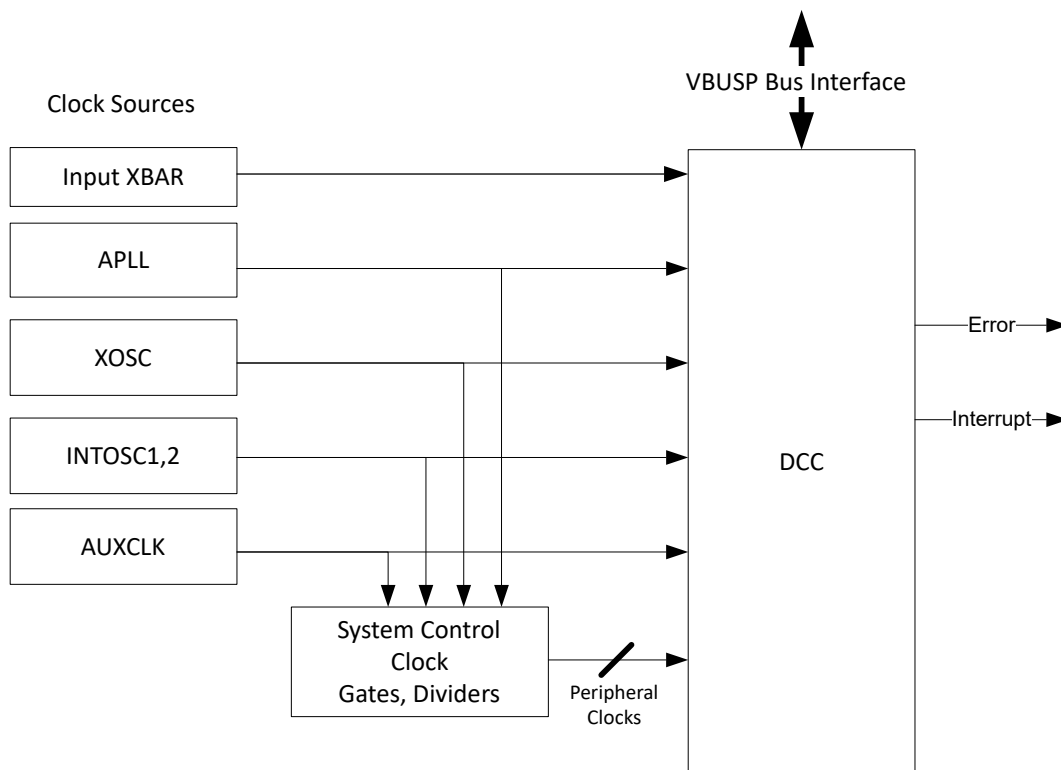 VBUSP Bus Interface
Clock Sources
Input XBAR
APLL
XOSC
INTOSC1,2
AUXCLK
System Control
Clock
Gates, Dividers
Peripheral
Clocks
DCC
Error
Interrupt